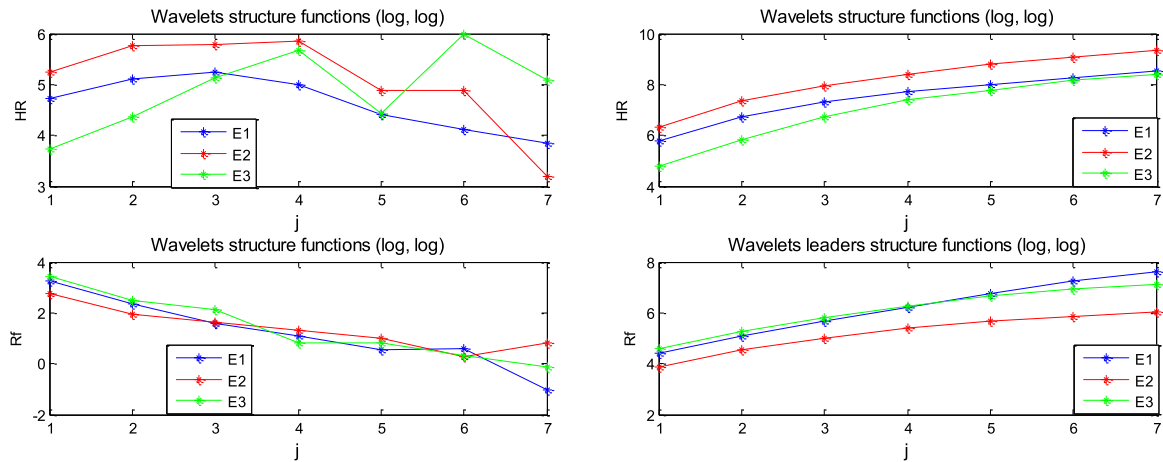 Wavelets structure functions (log, log)
6
5
4
3
HR
E1
E2
E3
1 2 3 4 5 6 7
j
Wavelets structure functions (log, log)
10
8
6
4
HR
E1
E2
E3
1 2 3 4 5 6 7
j
Wavelets structure functions (log, log)
4
2
0
-2
Rf
E1
E2
E3
1 2 3 4 5 6 7
j
Wavelets leaders structure functions (log, log)
8
6
4
2
Rf
E1
E2
E3
1 2 3 4 5 6 7
j